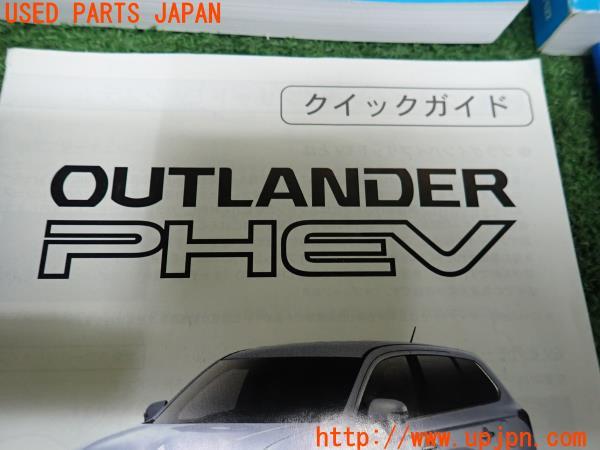 USED PARTS JAPAN
クイックガイド
OUTLANDER
PHEV
http://www.upjpn.com